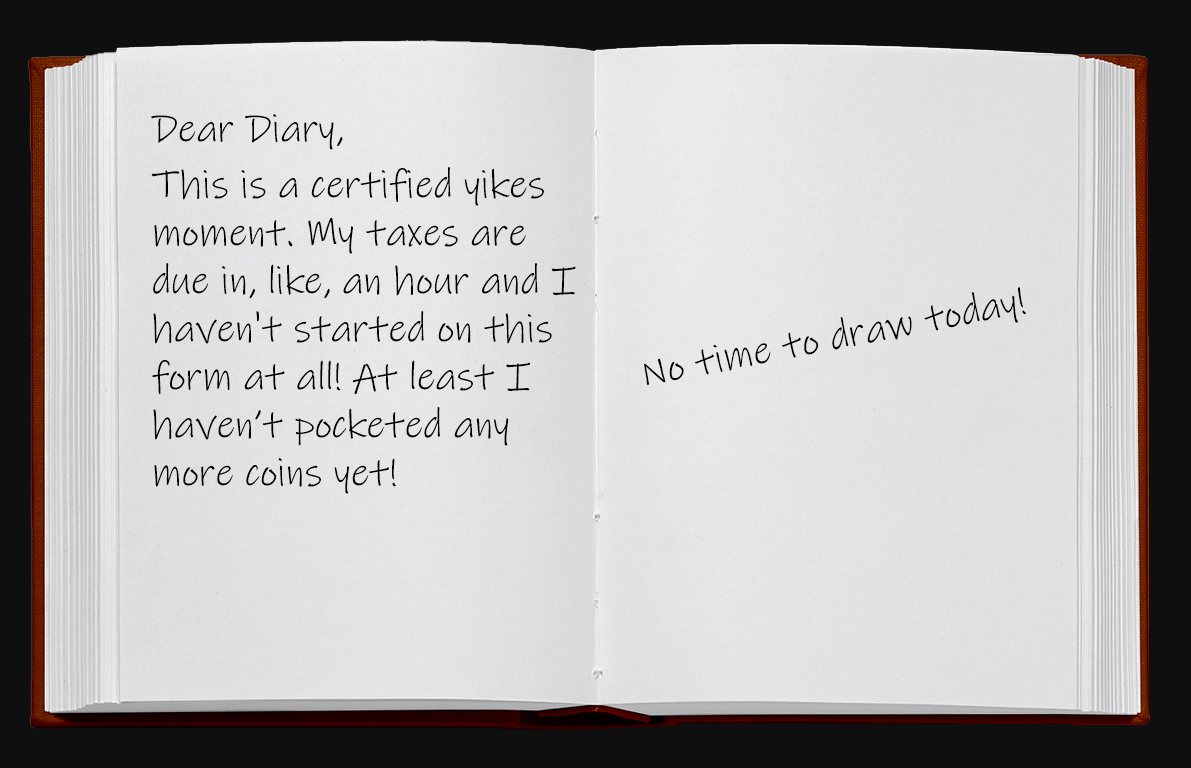 Dear Diary,
This is a certified yikes
moment. My taxes are
due in, like, an hour and I
haven't started on this
form at all! At least I
haven’t pocketed any
more coins yet!
No time to draw today!